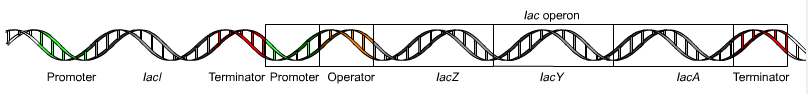 lac operon
Promoter lacI Terminator Promoter Operator lacZ lacY lacA Terminator